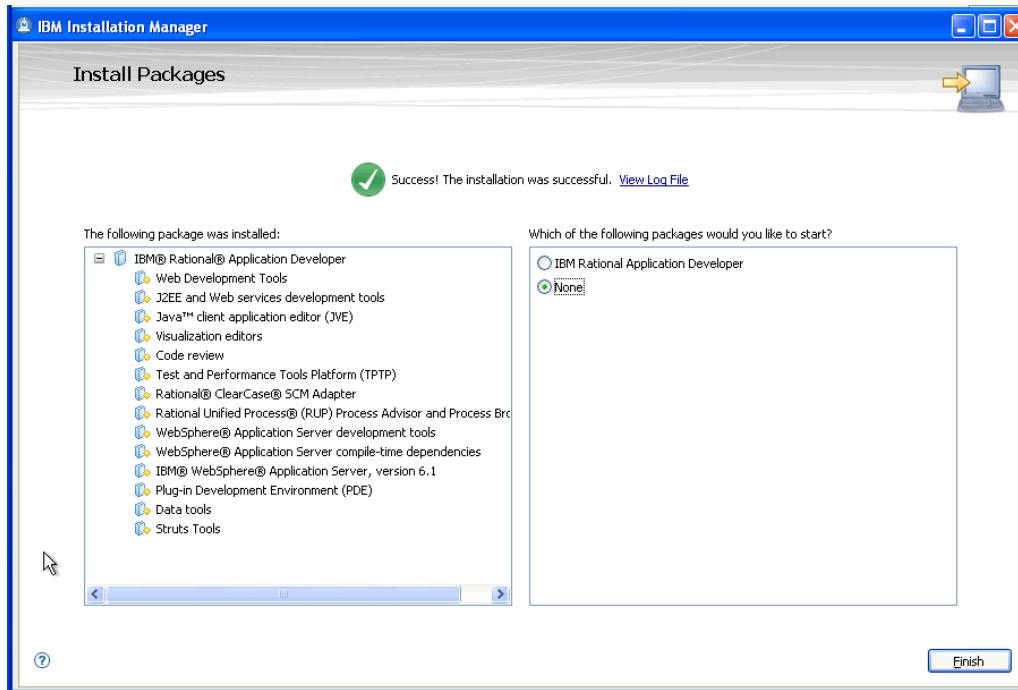 IBM Installation Manager
Install Packages
Success! The installation was successful. View Log File
The following package was installed:
IBM® Rational® Application Developer
Web Development Tools
J2EE and Web services development tools
Java™ client application editor (JVE)
Visualization editors
Code review
Test and Performance Tools Platform (TPTP)
Rational® ClearCase® SCM Adapter
Rational Unified Process® (RUP) Process Advisor and Process Brc
WebSphere® Application Server development tools
WebSphere® Application Server compile-time dependencies
IBM® WebSphere® Application Server, version 6.1
Plug-in Development Environment (PDE)
Data tools
Struts Tools
Which of the following packages would you like to start?
IBM Rational Application Developer
None
Finish